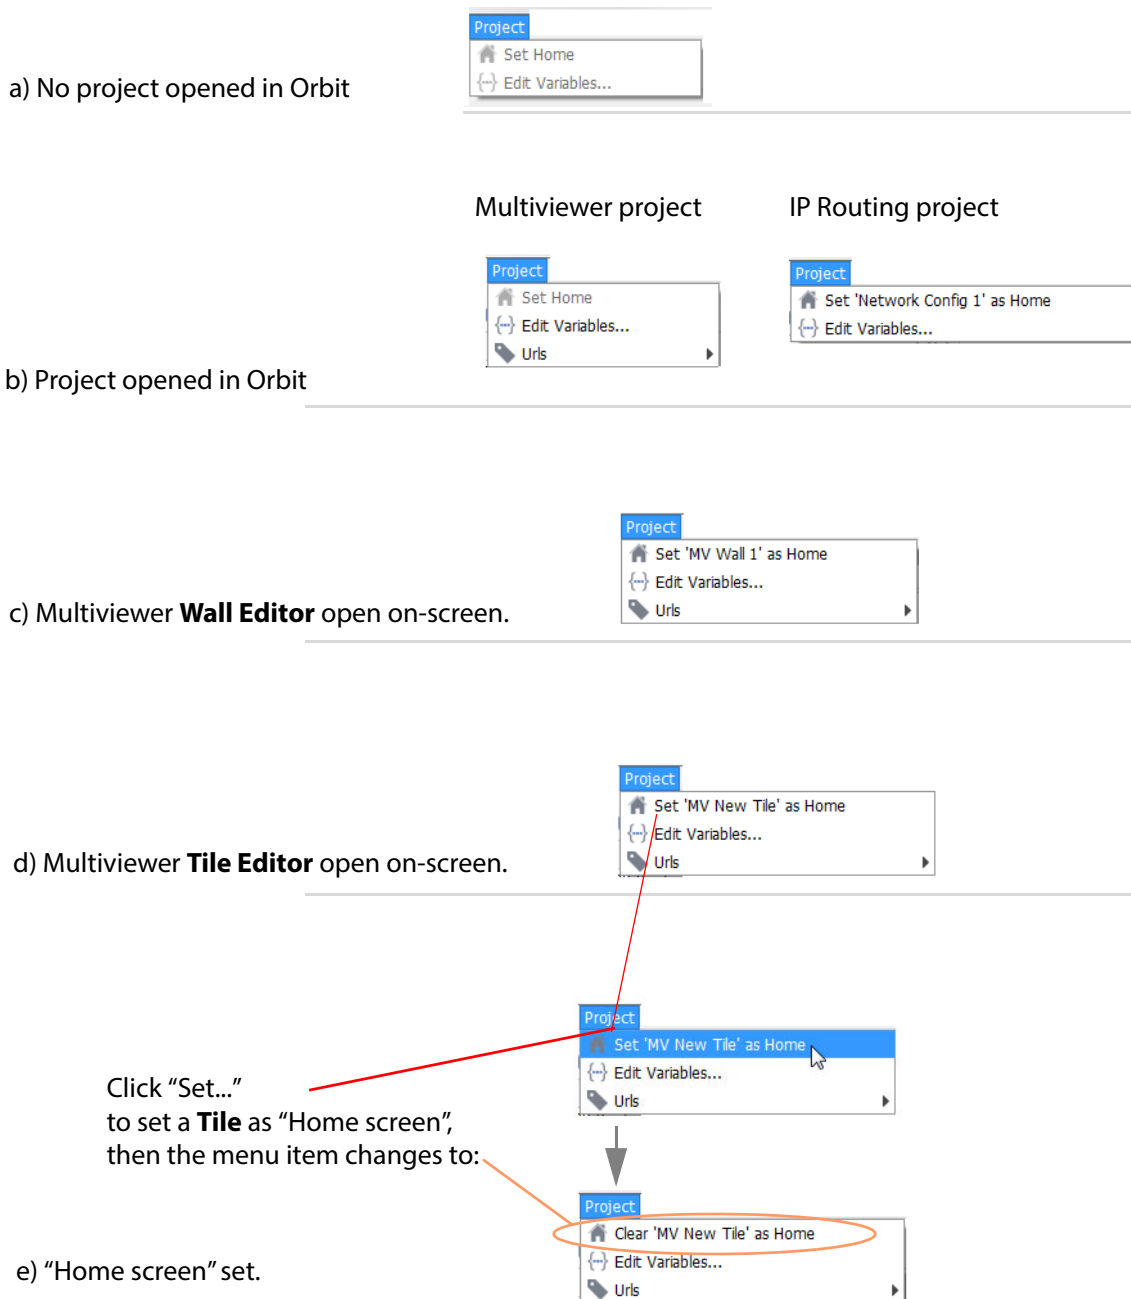 Project
Set Home
Edit Variables...
a) No project opened in Orbit
Multiviewer project
IP Routing project
Project
Set Home
Edit Variables...
Urls
Project
Set 'Network Config 1' as Home
Edit Variables...
b) Project opened in Orbit
Project
Set 'MV Wall 1' as Home
Edit Variables...
Urls
c) Multiviewer Wall Editor open on-screen.
Project
Set 'MV New Tile' as Home
Edit Variables...
Urls
d) Multiviewer Tile Editor open on-screen.
Project
Set 'MV New Tile' as Home
Edit Variables...
Urls
Click “Set...”
to set a Tile as “Home screen”,
then the menu item changes to:
Project
Clear 'MV New Tile' as Home
Edit Variables...
Urls
e) “Home screen” set.